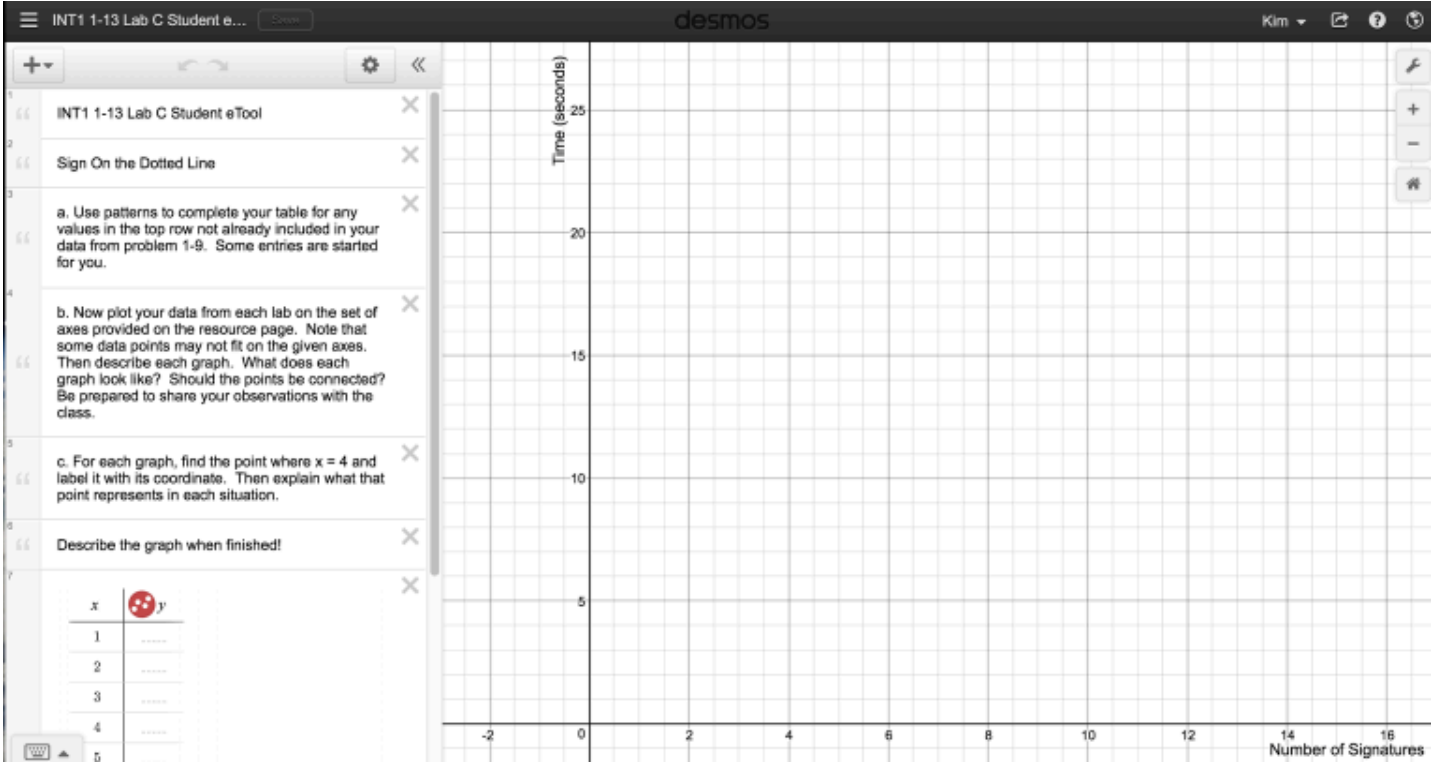 INT1 1-13 Lab C Student e...
Save
desmos
Kim
1
INT1 1-13 Lab C Student eTool
2
Sign On the Dotted Line
3
a. Use patterns to complete your table for any
values in the top row not already included in your
data from problem 1-9. Some entries are started
for you.
4
b. Now plot your data from each lab on the set of
axes provided on the resource page. Note that
some data points may not fit on the given axes.
Then describe each graph. What does each
graph look like? Should the points be connected?
Be prepared to share your observations with the
class.
5
c. For each graph, find the point where x = 4 and
label it with its coordinate. Then explain what that
point represents in each situation.
6
Describe the graph when finished!
7
x y
1
2
3
4
5
Time (seconds)
25
20
15
10
5
-2 0 2 4 6 8 10 12 14 16
Number of Signatures